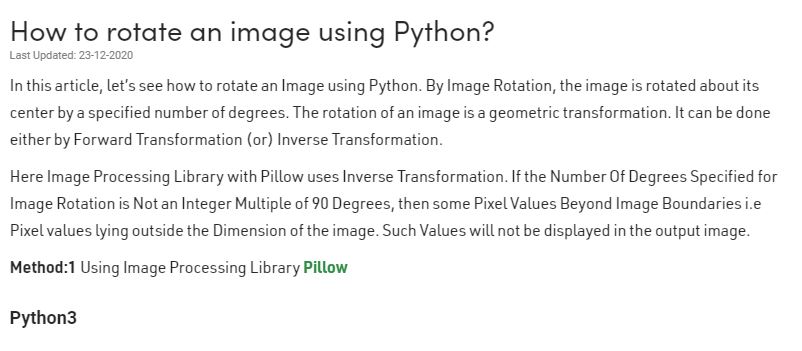 How to rotate an image using Python?
Last Updated: 23-12-2020
In this article, let's see how to rotate an Image using Python. By Image Rotation, the image is rotated about its
center by a specified number of degrees. The rotation of an image is a geometric transformation. It can be done
either by Forward Transformation (or) Inverse Transformation.
Here Image Processing Library with Pillow uses Inverse Transformation. If the Number Of Degrees Specified for
Image Rotation is Not an Integer Multiple of 90 Degrees, then some Pixel Values Beyond Image Boundaries i.e
Pixel values lying outside the Dimension of the image. Such Values will not be displayed in the output image.
Method:1 Using Image Processing Library Pillow
Python3